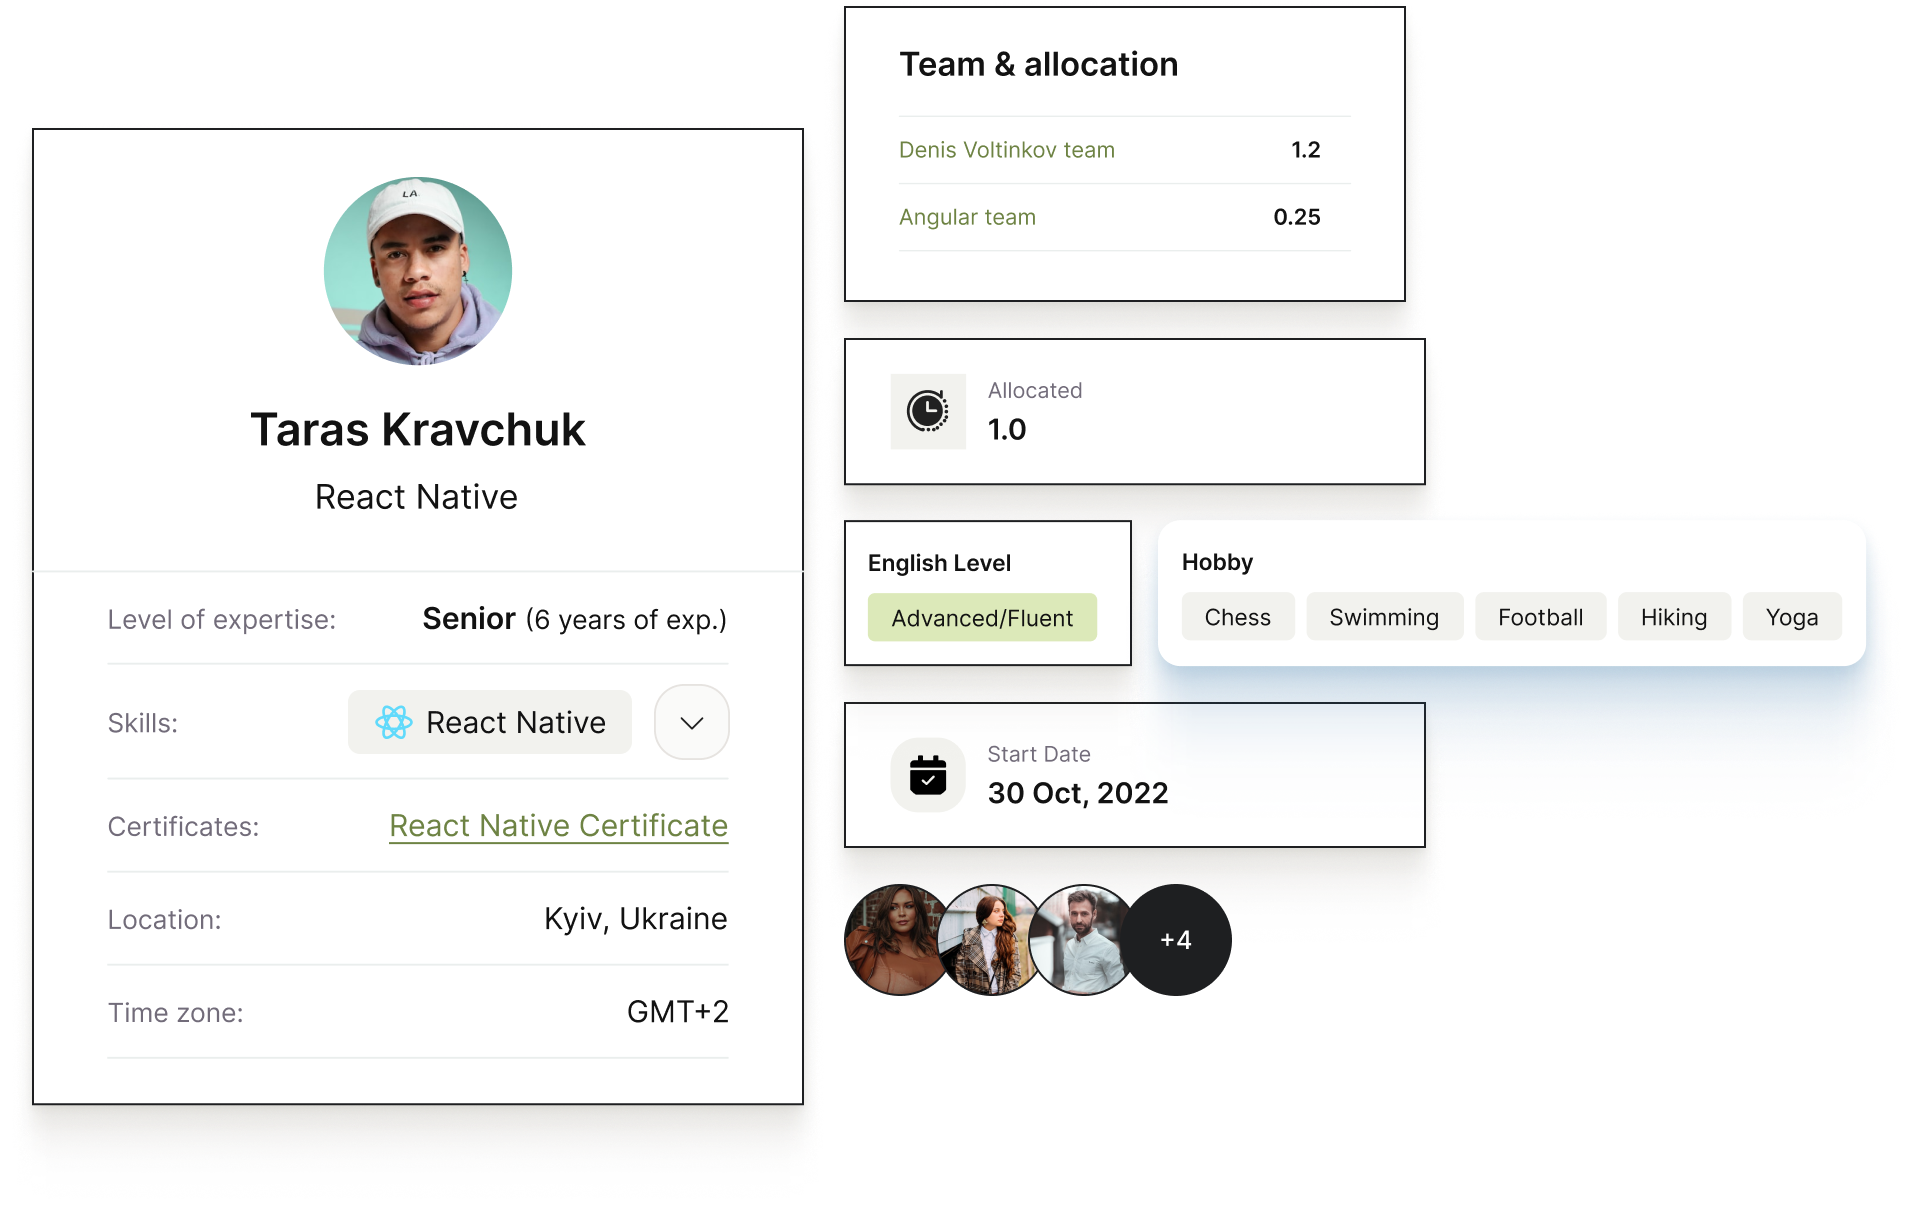 LA
Taras Kravchuk
React Native
Level of expertise: Senior (6 years of exp.)
Skills: React Native
Certificates: React Native Certificate
Location: Kyiv, Ukraine
Time zone: GMT+2
Team & allocation
Denis Voltinkov team 1.2
Angular team 0.25
Allocated
1.0
English Level
Advanced/Fluent
Hobby
Chess Swimming Football Hiking Yoga
Start Date
30 Oct, 2022
+4